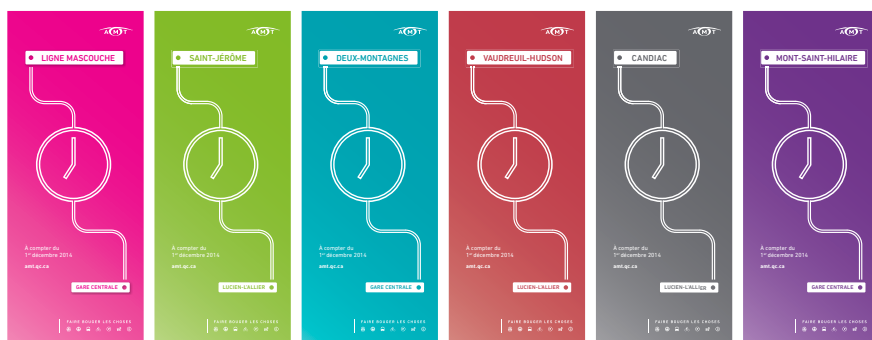 AMT
LIGNE MASCOUCHE
À compter du
1er décembre 2014
amt.qc.ca
GARE CENTRALE
FAIRE BOUGER LES CHOSES
AMT
SAINT-JÉRÔME
À compter du
1er décembre 2014
amt.qc.ca
LUCIEN-L'ALLIER
FAIRE BOUGER LES CHOSES
AMT
DEUX-MONTAGNES
À compter du
1er décembre 2014
amt.qc.ca
GARE CENTRALE
FAIRE BOUGER LES CHOSES
AMT
VAUDREUIL-HUDSON
À compter du
1er décembre 2014
amt.qc.ca
LUCIEN-L'ALLIER
FAIRE BOUGER LES CHOSES
AMT
CANDIAC
À compter du
1er décembre 2014
amt.qc.ca
LUCIEN-L'ALLIER
FAIRE BOUGER LES CHOSES
AMT
MONT-SAINT-HILAIRE
À compter du
1er décembre 2014
amt.qc.ca
GARE CENTRALE
FAIRE BOUGER LES CHOSES